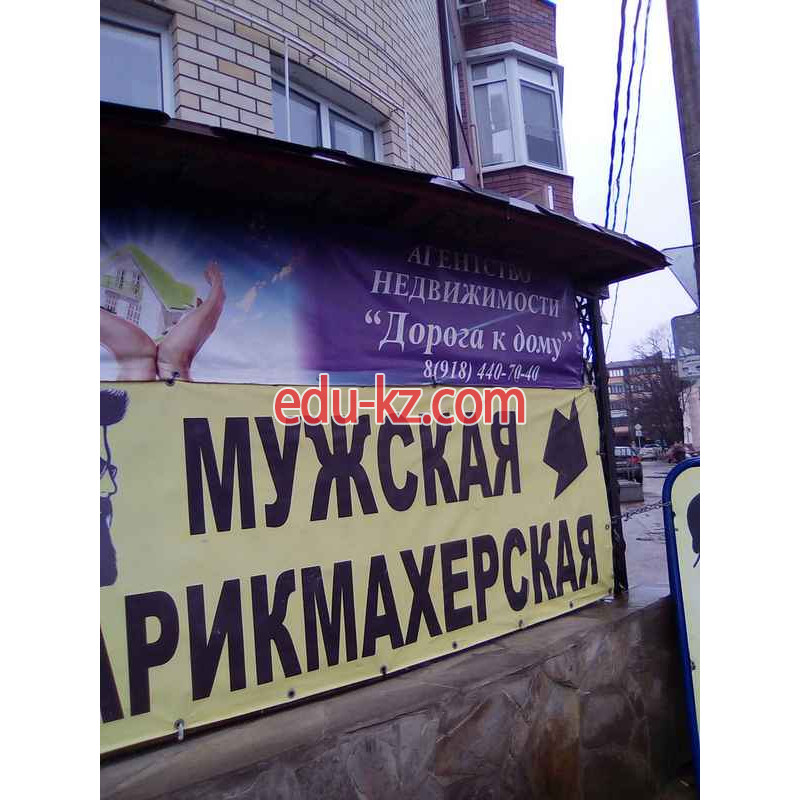 АГЕНТСТВО
НЕДВИЖИМОСТИ
“Дорога к дому”
8(918) 440-70-40
edu-kz.com
МУЖСКАЯ
АРИКМАХЕРСКАЯ